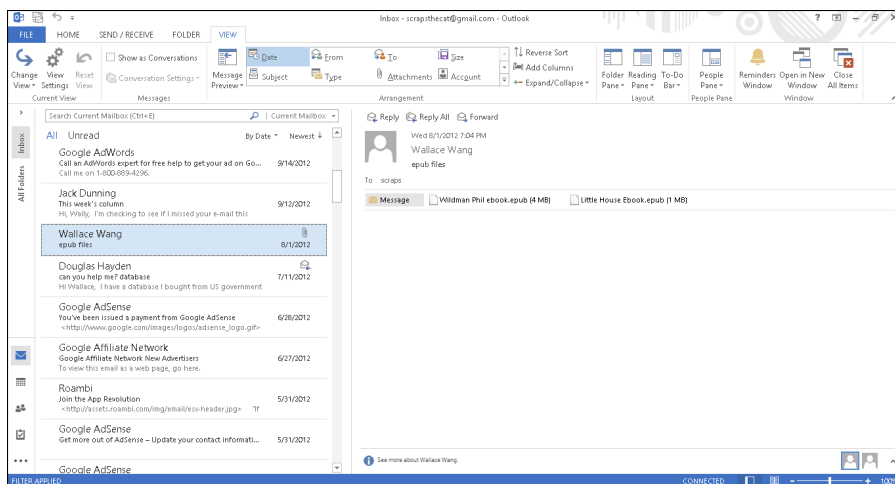 Inbox - scrapsthecat@gmail.com - Outlook
FILE HOME SEND / RECEIVE FOLDER VIEW
Change View
View Settings
Reset View
Current View
Show as Conversations
Conversation Settings
Messages
Message Preview
Date From To Size
Subject Type Attachments Account
Reverse Sort
Add Columns
Expand/Collapse
Arrangement
Folder Pane
Reading Pane
To-Do Bar
Layout
People Pane
People Pane
Reminders Window
Open in New Window
Close All Items
Window
Inbox
All Folders
Search Current Mailbox (Ctrl+E) Current Mailbox
All Unread By Date Newest ↓
Google AdWords
Call an AdWords expert for free help to get your ad on Go... 9/14/2012
Call me on 1-800-889-4296.
Jack Dunning
This week's column 9/12/2012
Hi, Wally, I'm checking to see if I missed your e-mail this
Wallace Wang
epub files 8/1/2012
Douglas Hayden
can you help me? database 7/11/2012
Hi Wallace, I have a database I bought from US government
Google AdSense
You've been issued a payment from Google AdSense 6/28/2012
<http://www.google.com/images/logos/adsense_logo.gif>
Google Affiliate Network
Google Affiliate Network New Advertisers 6/27/2012
To view this email as a web page, go here.
Roambi
Join the App Revolution 5/31/2012
<http://assets.roambi.com/img/email/esx-header.jpg> "If
Google AdSense
Get more out of AdSense – Update your contact informati... 5/31/2012
Google AdSense
Reply Reply All Forward
Wed 8/1/2012 7:04 PM
Wallace Wang
epub files
To scraps
Message Wildman Phil ebook.epub (4 MB) Little House Ebook.epub (1 MB)
See more about Wallace Wang.
FILTER APPLIED CONNECTED